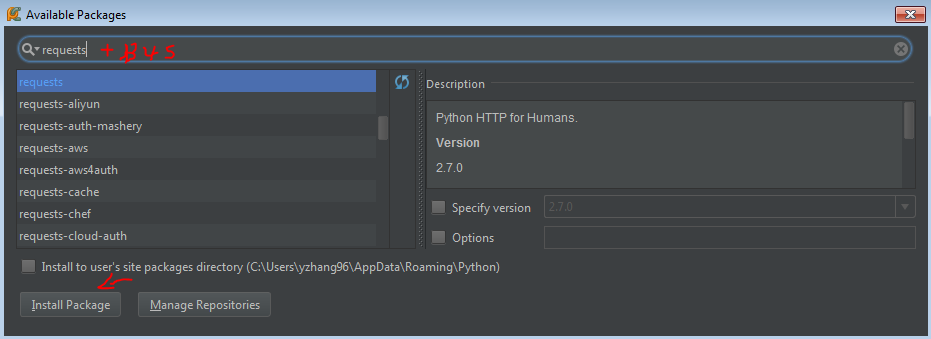 Available Packages
requests + BV5
requests
requests-aliyun
requests-auth-mashery
requests-aws
requests-aws4auth
requests-cache
requests-chef
requests-cloud-auth
Description
Python HTTP for Humans.
Version
2.7.0
Specify version 2.7.0
Options
Install to user's site packages directory (C:\Users\yzhang96\AppData\Roaming\Python)
Install Package Manage Repositories